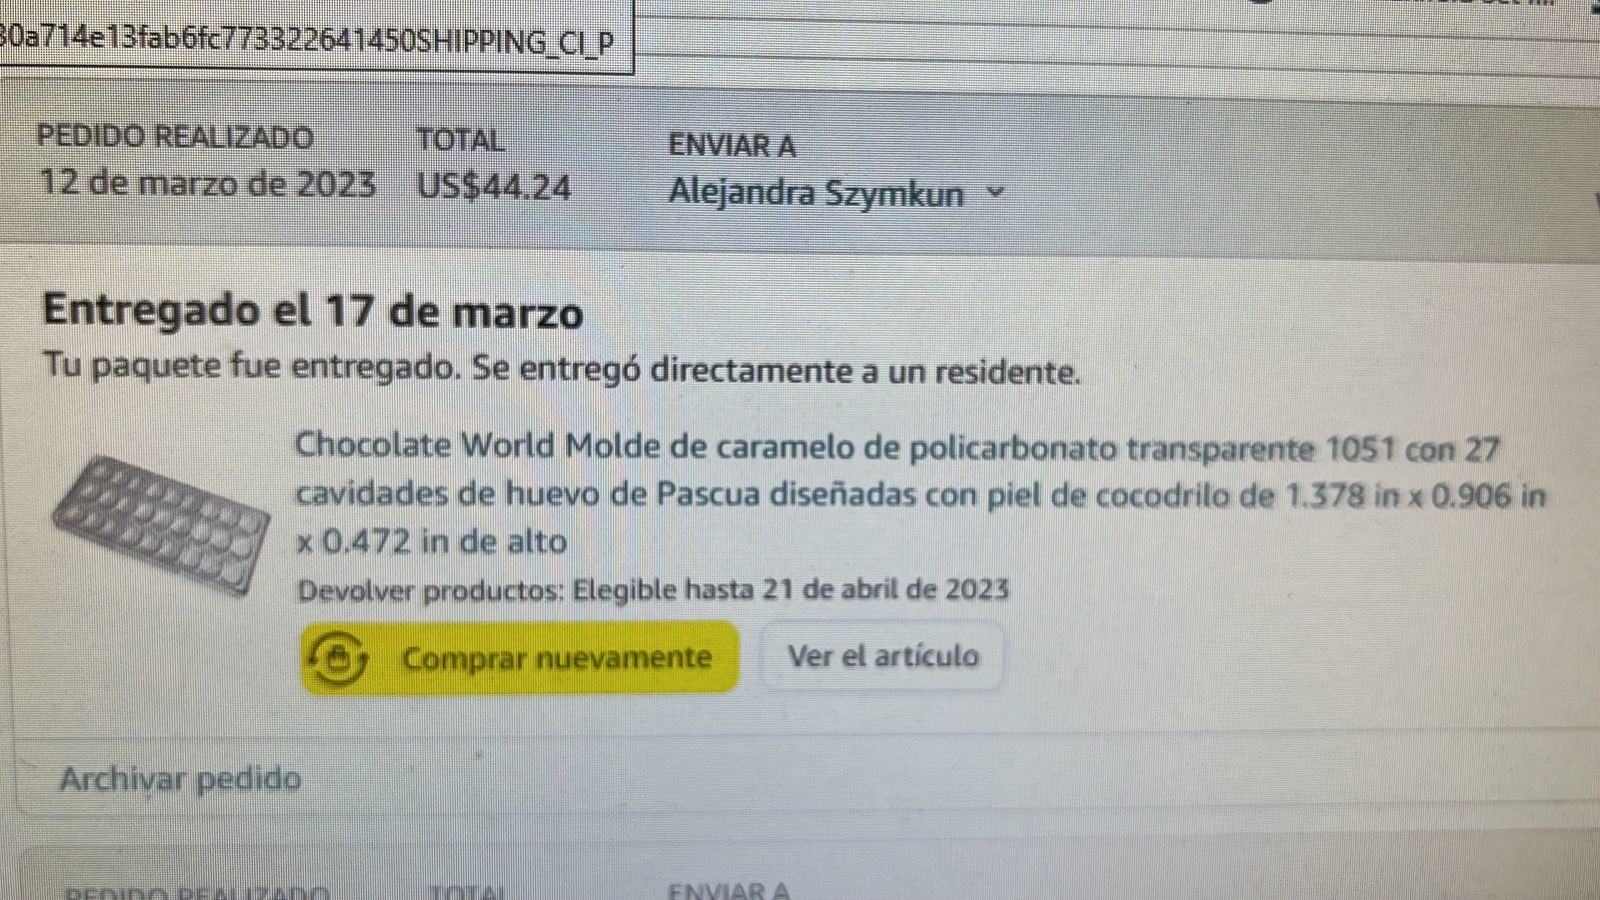 30a714e13fab6fc773322641450SHIPPING_CI_P
PEDIDO REALIZADO
12 de marzo de 2023
TOTAL
US$44.24
ENVIAR A
Alejandra Szymkun
Entregado el 17 de marzo
Tu paquete fue entregado. Se entregó directamente a un residente.
Chocolate World Molde de caramelo de policarbonato transparente 1051 con 27
cavidades de huevo de Pascua diseñadas con piel de cocodrilo de 1.378 in x 0.906 in
x 0.472 in de alto
Devolver productos: Elegible hasta 21 de abril de 2023
Comprar nuevamente
Ver el artículo
Archivar pedido
PEDIDO REALIZADO
TOTAL
ENVIAR A